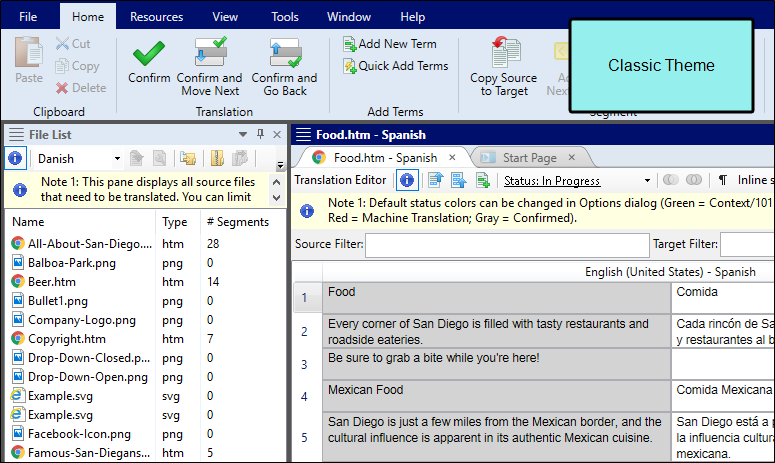 File Home Resources View Tools Window Help
Paste Cut Copy Delete
Clipboard
Confirm Confirm and Move Next Confirm and Go Back
Translation
Add New Term
Quick Add Terms
Add Terms
Copy Source to Target
Classic Theme
File List
Danish
Note 1: This pane displays all source files
that need to be translated. You can limit
Name Type # Segments
All-About-San-Diego.... htm 28
Balboa-Park.png png 0
Beer.htm htm 14
Bullet1.png png 0
Company-Logo.png png 0
Copyright.htm htm 7
Drop-Down-Closed.p... png 0
Drop-Down-Open.png png 0
Example.svg svg 0
Example.svg svg 0
Facebook-Icon.png png 0
Famous-San-Diegans... htm 5
Food.htm - Spanish
Food.htm - Spanish Start Page
Translation Editor Status: In Progress ¶ Inline
Note 1: Default status colors can be changed in Options dialog (Green = Context/101
Red = Machine Translation; Gray = Confirmed).
Source Filter: Target Filter:
English (United States) - Spanish
1 Food Comida
2 Every corner of San Diego is filled with tasty restaurants and Cada rincón de Sa
roadside eateries. y restaurantes al b
3 Be sure to grab a bite while you're here!
4 Mexican Food Comida Mexicana
5 San Diego is just a few miles from the Mexican border, and the San Diego está a p
cultural influence is apparent in its authentic Mexican cuisine. la influencia cultura
mexicana.